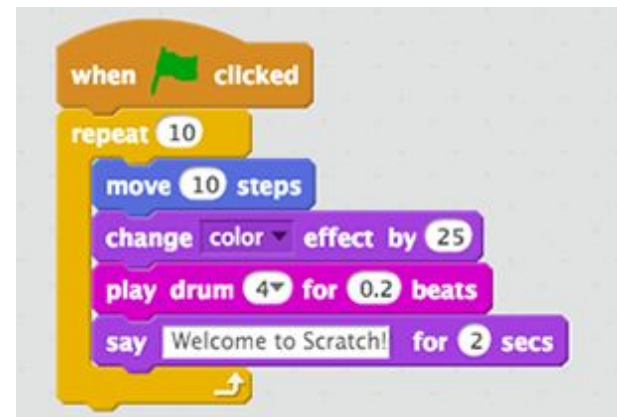 when clicked
repeat 10
move 10 steps
change color effect by 25
play drum 4 for 0.2 beats
say Welcome to Scratch! for 2 secs